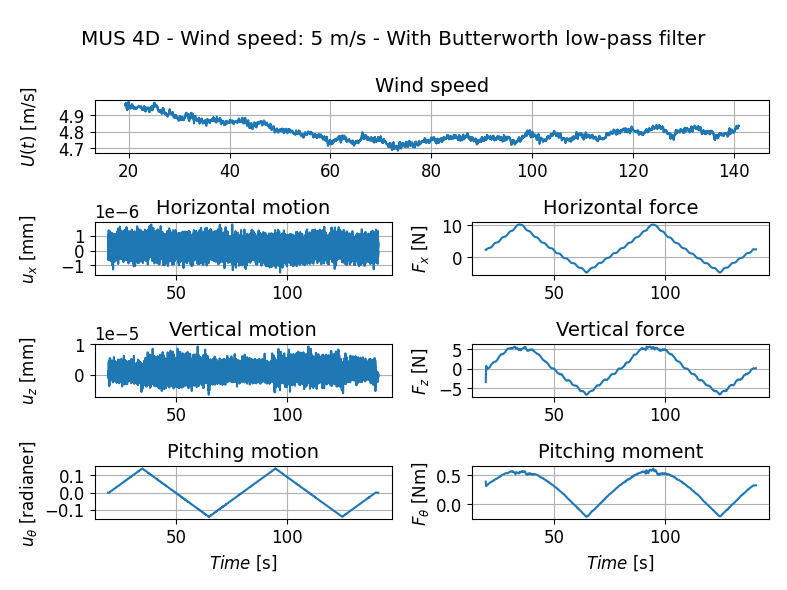 MUS 4D - Wind speed: 5 m/s - With Butterworth low-pass filter
Wind speed
U(t) [m/s]
4.9
4.8
4.7
20 40 60 80 100 120 140
1e−6
Horizontal motion
u_x [mm]
1
0
−1
50 100
Horizontal force
F_x [N]
10
0
50 100
1e−5
Vertical motion
u_z [mm]
1
0
50 100
Vertical force
F_z [N]
5
0
−5
50 100
Pitching motion
u_θ [radianer]
0.1
0.0
−0.1
50 100
Time [s]
Pitching moment
F_θ [Nm]
0.5
0.0
50 100
Time [s]